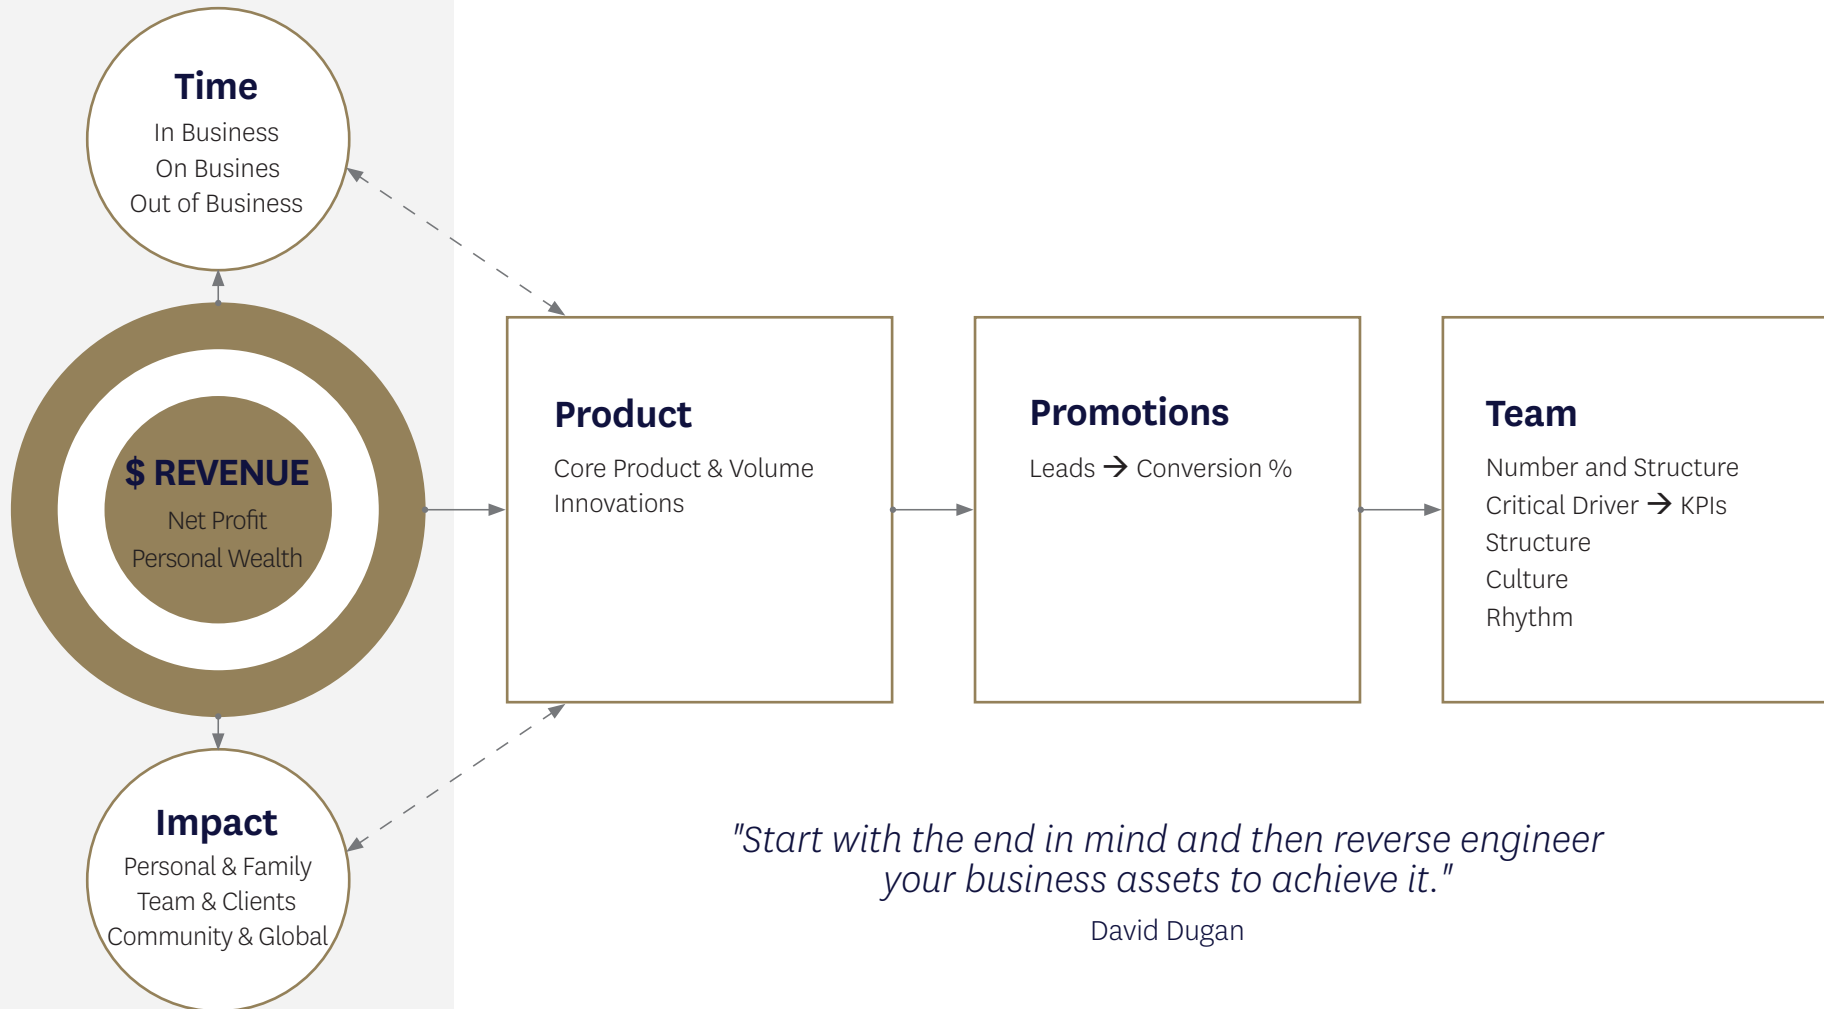 Time
In Business
On Busines
Out of Business
$ REVENUE
Net Profit
Personal Wealth
Impact
Personal & Family
Team & Clients
Community & Global
Product
Core Product & Volume
Innovations
Promotions
Leads → Conversion %
Team
Number and Structure
Critical Driver → KPIs
Structure
Culture
Rhythm
"Start with the end in mind and then reverse engineer
your business assets to achieve it."
David Dugan